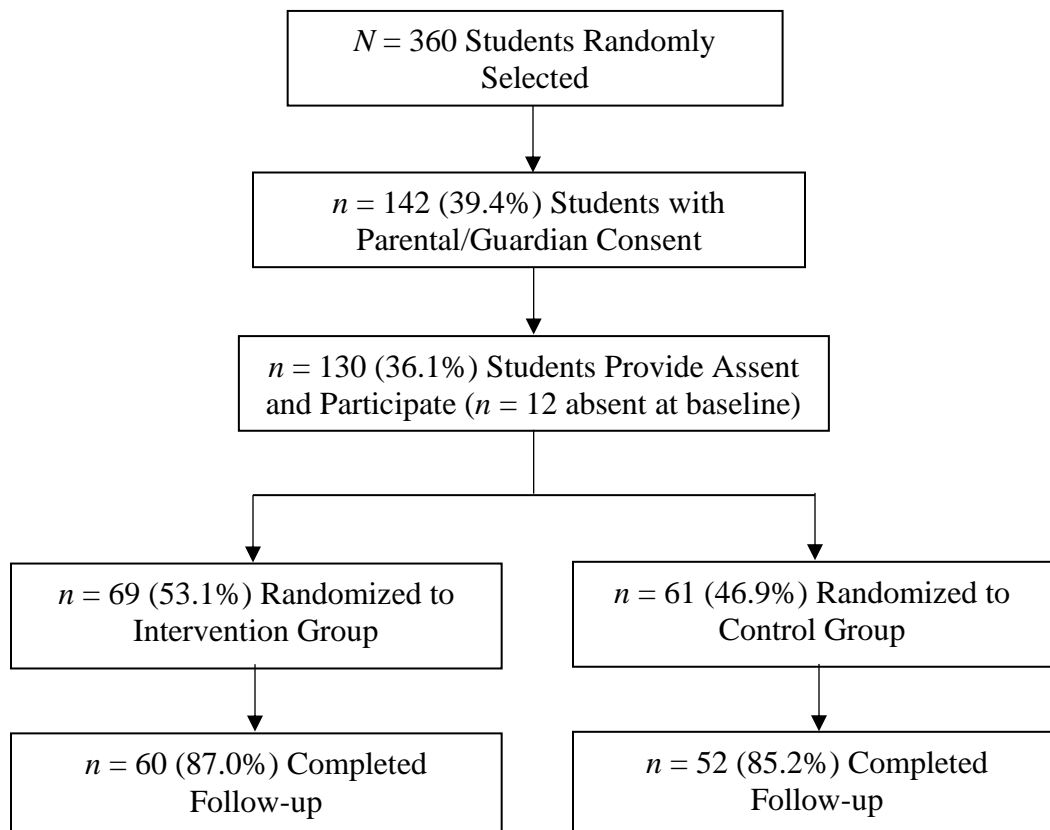 N = 360 Students Randomly
Selected
n = 142 (39.4%) Students with
Parental/Guardian Consent
n = 130 (36.1%) Students Provide Assent
and Participate (n = 12 absent at baseline)
n = 69 (53.1%) Randomized to
Intervention Group
n = 61 (46.9%) Randomized to
Control Group
n = 60 (87.0%) Completed
Follow-up
n = 52 (85.2%) Completed
Follow-up